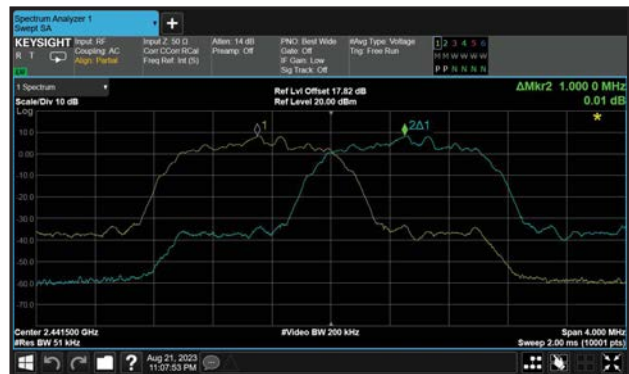 Spectrum Analyzer 1
Swept SA
+
KEYSIGHT Input: RF Input Z: 50 Ω Atten: 14 dB PNO: Best Wide #Avg Type: Voltage 1 2 3 4 5 6
R T Coupling: AC Corr CCorr RCal Preamp: Off Gate: Off Trig: Free Run M M W W W W
Align: Partial Freq Ref: Int (S) IF Gain: Low P P N N N N
Sig Track: Off
1 Spectrum Ref Lvl Offset 17.82 dB ΔMkr2 1.000 0 MHz
Scale/Div 10 dB Ref Level 20.00 dBm 0.01 dB
Log
1 2Δ1
10.0
0.00
-10.0
-20.0
-30.0
-40.0
-50.0
-60.0
-70.0
Center 2.441500 GHz #Video BW 200 kHz Span 4.000 MHz
#Res BW 51 kHz Sweep 2.00 ms (10001 pts)
? Aug 21, 2023
11:07:53 PM